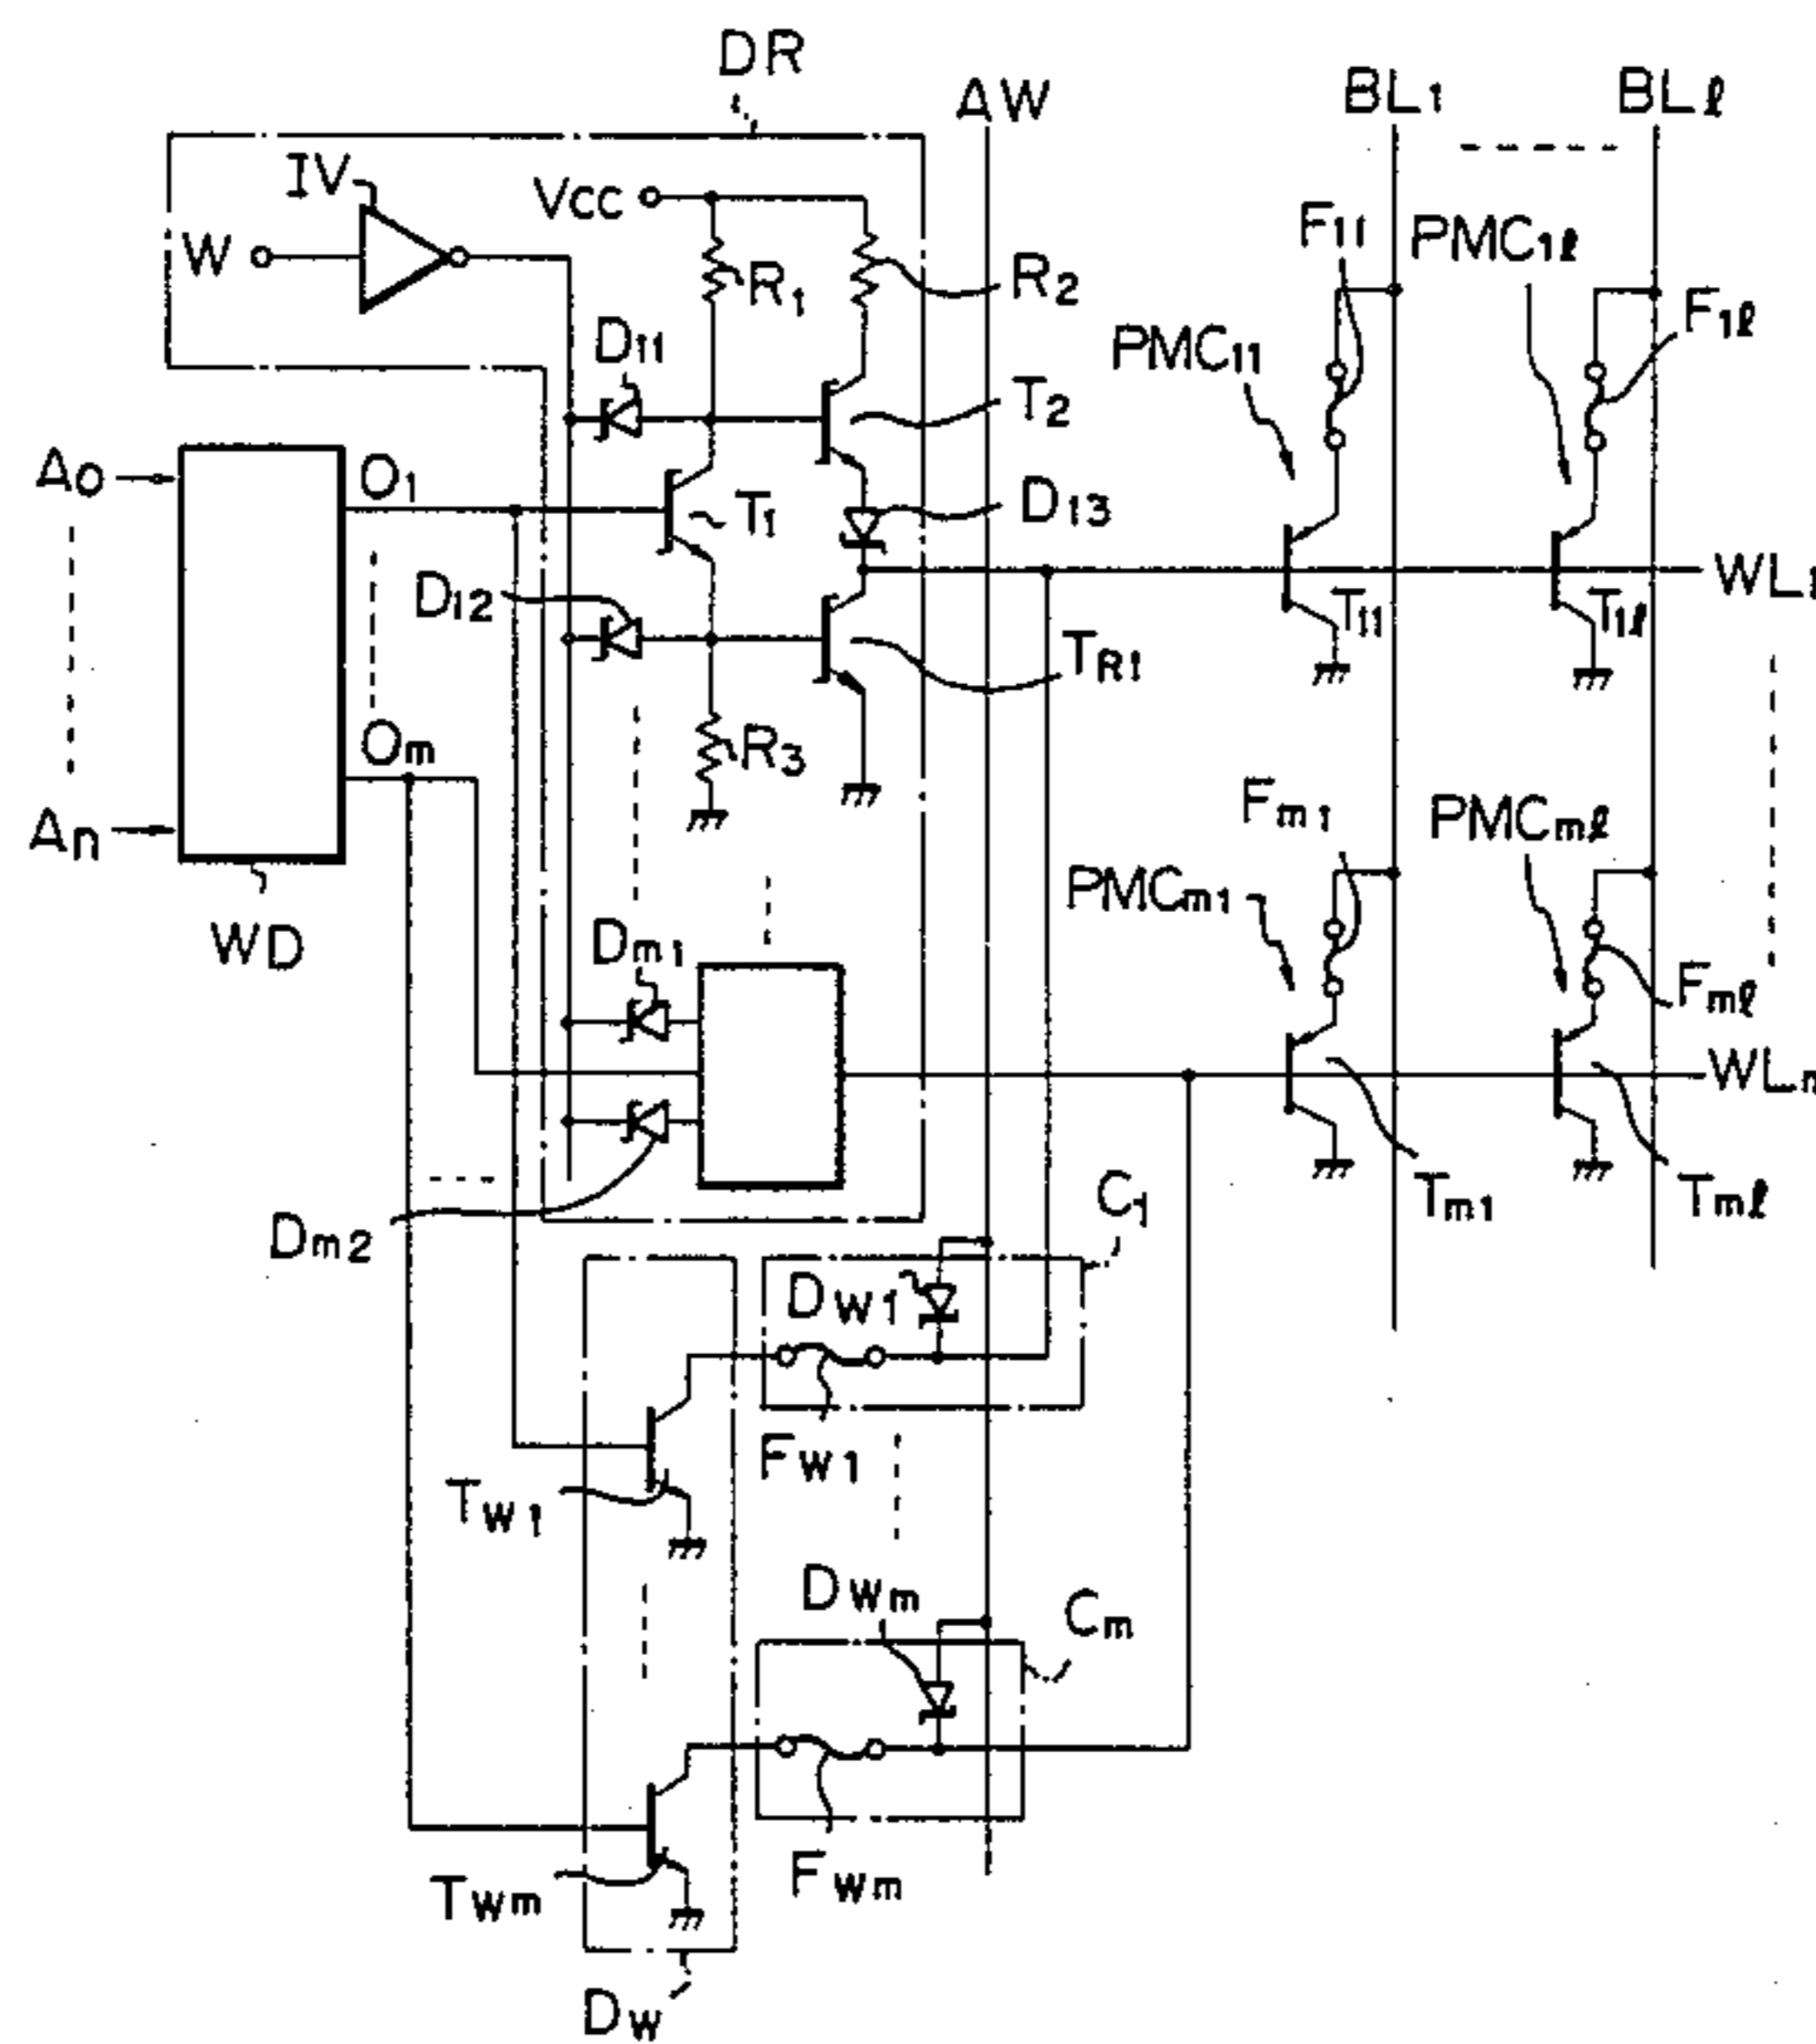 DR
AW
BL1
BLℓ
IV
VCC
W
R1
R2
F11
PMC1ℓ
F1ℓ
D11
PMC11
T2
A0
O1
T1
D13
D12
T11
T1ℓ
WL1
TR1
Om
R3
An
Fm1
PMCmℓ
WD
Dm1
PMCm1
Fmℓ
Dm2
C1
Tm1
Tmℓ
DW1
FW1
TW1
DWm
Cm
TWm
FWm
DW